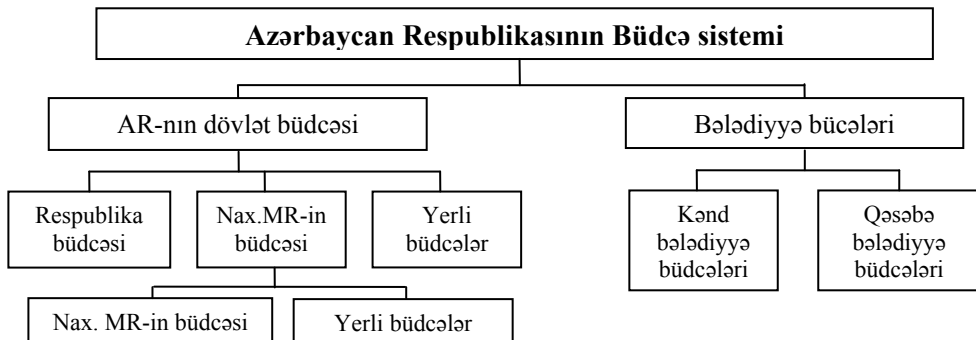 Azərbaycan Respublikasının Büdcə sistemi
AR-nın dövlət büdcəsi
Bələdiyyə bücələri
Respublika
büdcəsi
Nax.MR-in
büdcəsi
Yerli
büdcələr
Kənd
bələdiyyə
büdcələri
Qəsəbə
bələdiyyə
büdcələri
Nax. MR-in büdcəsi
Yerli büdcələr